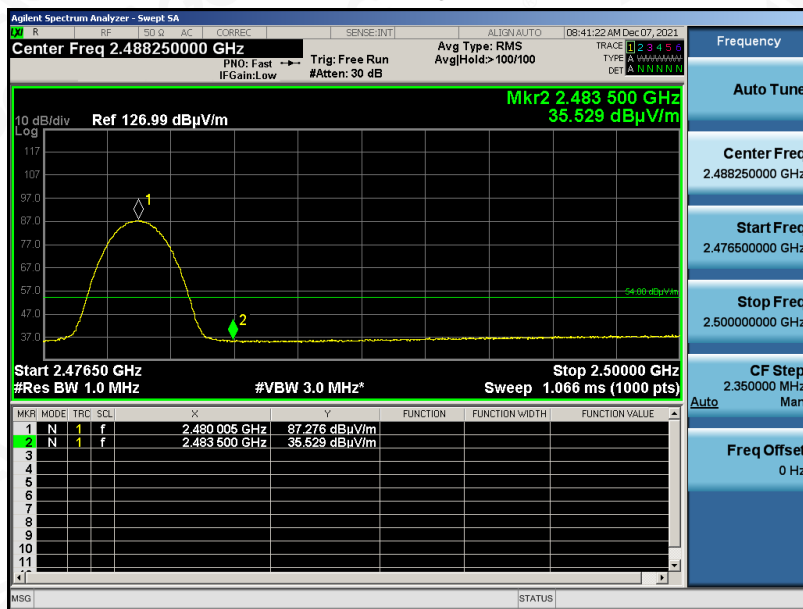 Agilent Spectrum Analyzer - Swept SA
LXI R RF 50 Ω AC CORREC SENSE:INT ALIGN AUTO 08:41:22 AM Dec 07, 2021
Center Freq 2.488250000 GHz
PNO: Fast
IFGain:Low
Trig: Free Run
#Atten: 30 dB
Avg Type: RMS
Avg|Hold:> 100/100
TRACE 1 2 3 4 5 6
TYPE A WWWWW
DET A N N N N N
Mkr2 2.483 500 GHz
35.529 dBµV/m
10 dB/div Ref 126.99 dBµV/m
Log
117
107
97.0
87.0
77.0
67.0
57.0
47.0
37.0
1
2
54.00 dBµV/m
Start 2.47650 GHz Stop 2.50000 GHz
#Res BW 1.0 MHz #VBW 3.0 MHz* Sweep 1.066 ms (1000 pts)
MKR MODE TRC SCL X Y FUNCTION FUNCTION WIDTH FUNCTION VALUE
1 N 1 f 2.480 005 GHz 87.276 dBµV/m
2 N 1 f 2.483 500 GHz 35.529 dBµV/m
3
4
5
6
7
8
9
10
11
MSG STATUS
Frequency
Auto Tune
Center Freq
2.488250000 GHz
Start Freq
2.476500000 GHz
Stop Freq
2.500000000 GHz
CF Step
2.350000 MHz
Auto Man
Freq Offset
0 Hz